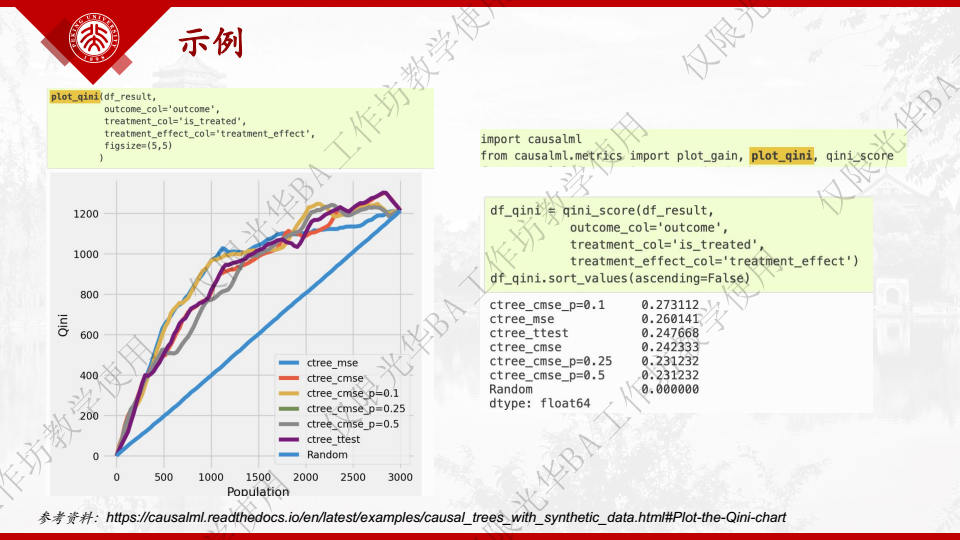 PEKING UNIVERSITY
1898
示例
plot_qini(df_result,
outcome_col='outcome',
treatment_col='is_treated',
treatment_effect_col='treatment_effect',
figsize=(5,5)
)
import causalml
from causalml.metrics import plot_gain, plot_qini, qini_score
df_qini = qini_score(df_result,
outcome_col='outcome',
treatment_col='is_treated',
treatment_effect_col='treatment_effect')
df_qini.sort_values(ascending=False)
ctree_cmse_p=0.1 0.273112
ctree_mse 0.260141
ctree_ttest 0.247668
ctree_cmse 0.242333
ctree_cmse_p=0.25 0.231232
ctree_cmse_p=0.5 0.231232
Random 0.000000
dtype: float64
1200
1000
800
600
400
200
0
Qini
ctree_mse
ctree_cmse
ctree_cmse_p=0.1
ctree_cmse_p=0.25
ctree_cmse_p=0.5
ctree_ttest
Random
0 500 1000 1500 2000 2500 3000
Population
参考资料：https://causalml.readthedocs.io/en/latest/examples/causal_trees_with_synthetic_data.html#Plot-the-Qini-chart
仅限光华BA工作坊教学使用